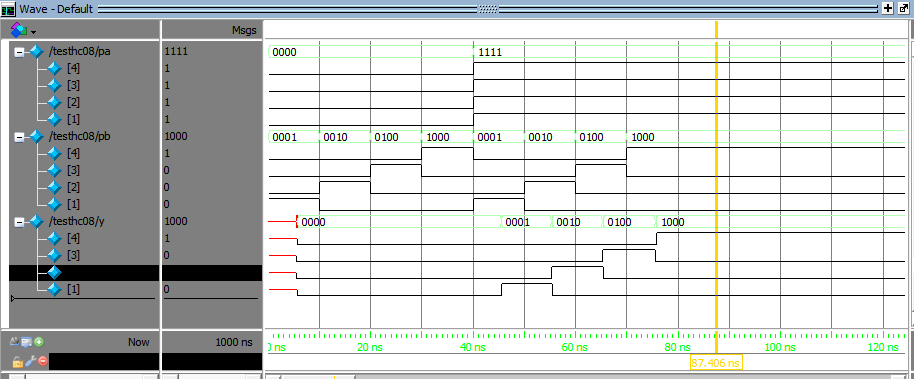 Wave - Default
Msgs
/testhc08/pa 1111 0000 1111
[4] 1
[3] 1
[2] 1
[1] 1
/testhc08/pb 1000 0001 0010 0100 1000 0001 0010 0100 1000
[4] 1
[3] 0
[2] 0
[1] 0
/testhc08/y 1000 0000 0001 0010 0100 1000
[4] 1
[3] 0
[1] 0
Now 1000 ns 0 ns 20 ns 40 ns 60 ns 80 ns 100 ns 120 ns
87.406 ns